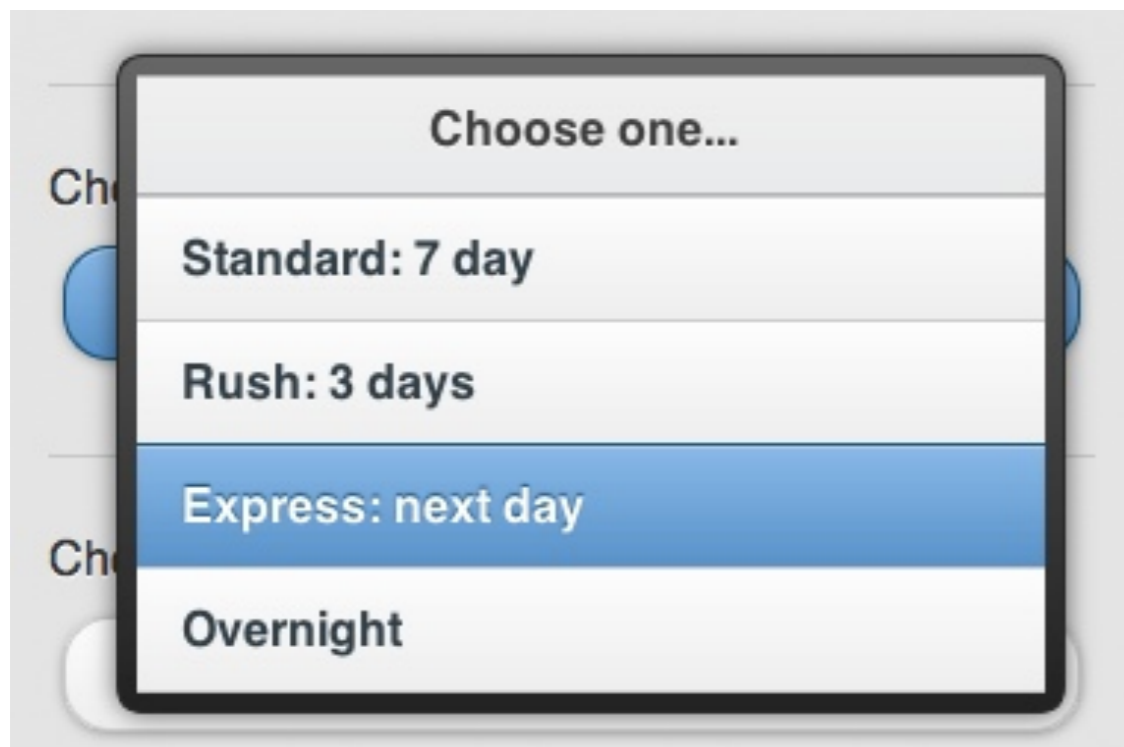 Choose one...
Standard: 7 day
Rush: 3 days
Express: next day
Overnight